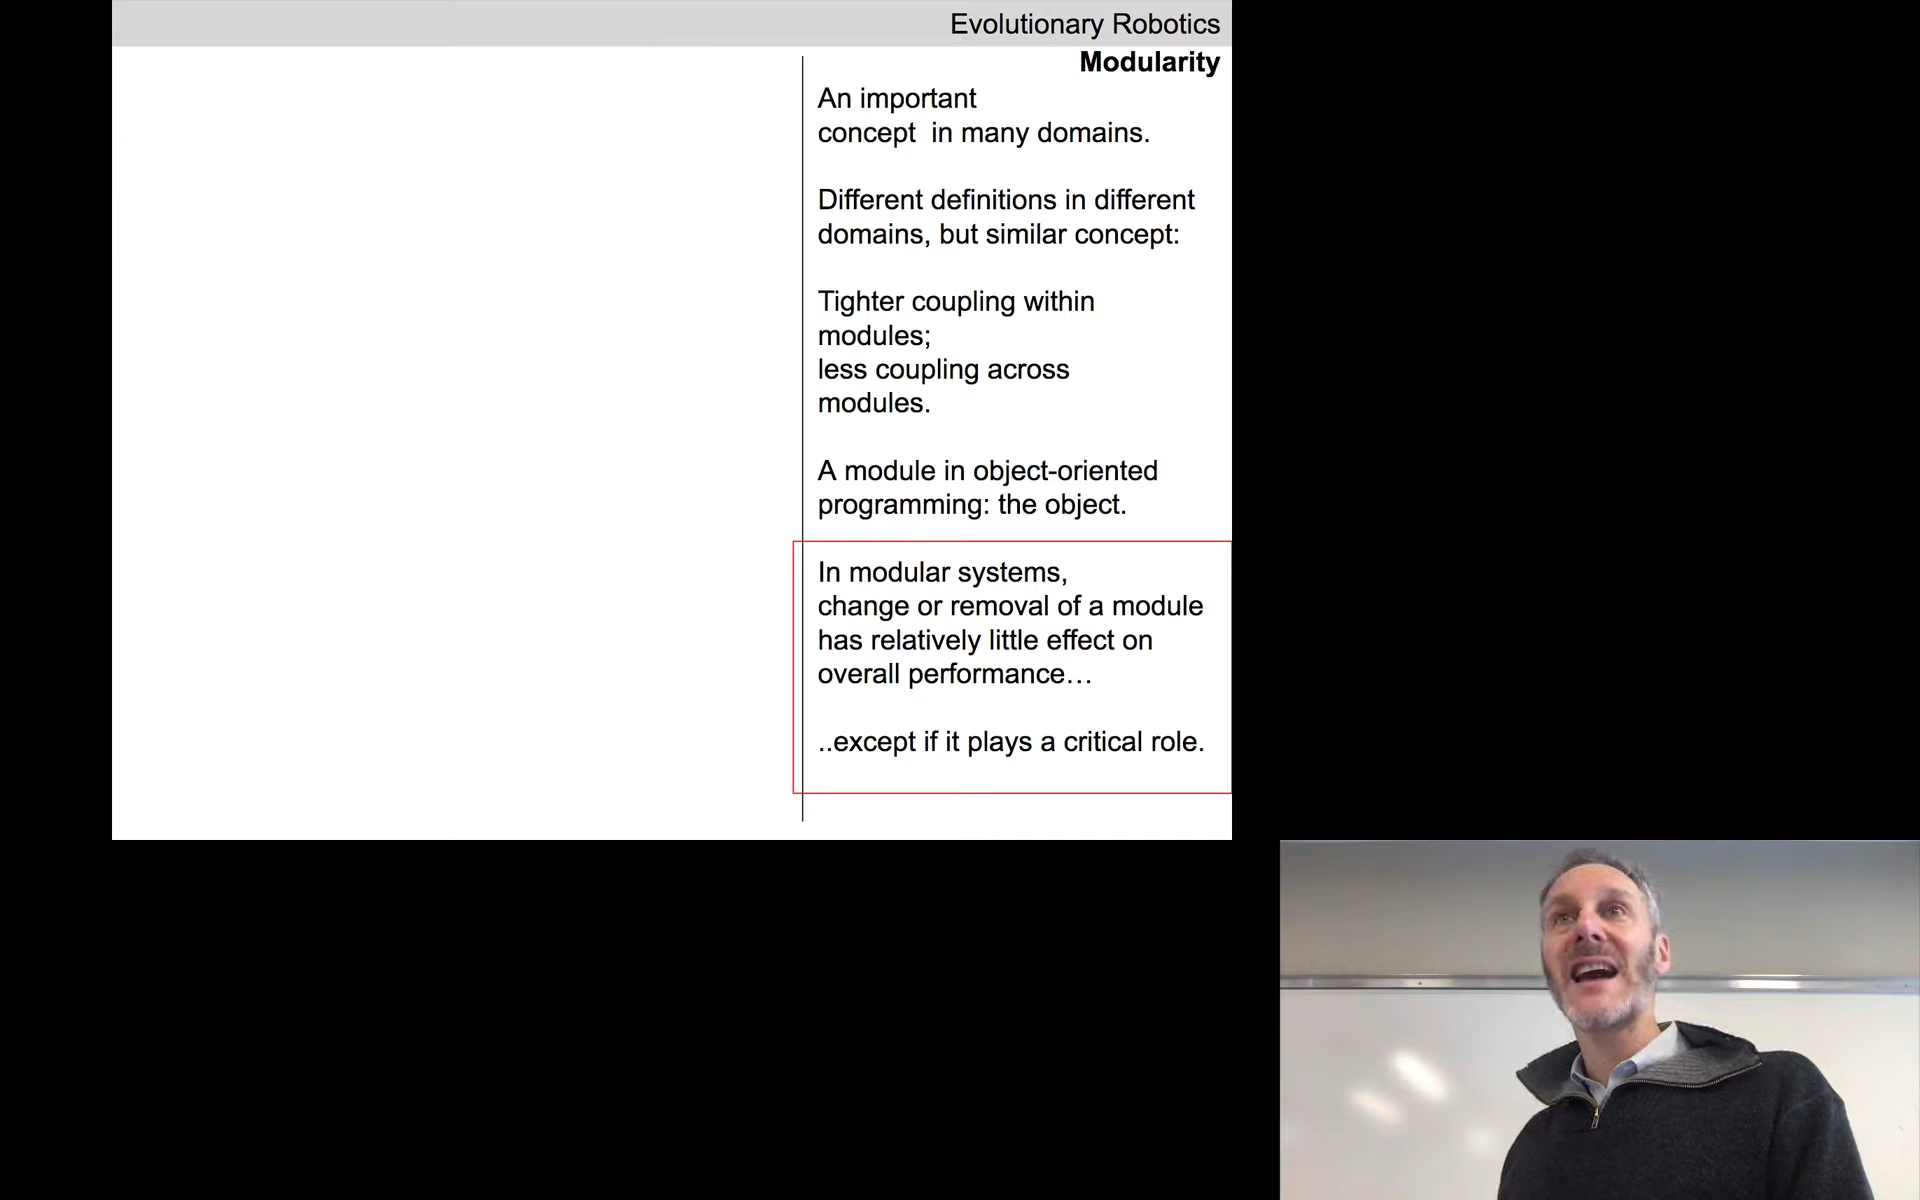 Evolutionary Robotics
Modularity
An important
concept  in many domains.
Different definitions in different
domains, but similar concept:
Tighter coupling within
modules;
less coupling across
modules.
A module in object-oriented
programming: the object.
In modular systems,
change or removal of a module
has relatively little effect on
overall performance…
..except if it plays a critical role.